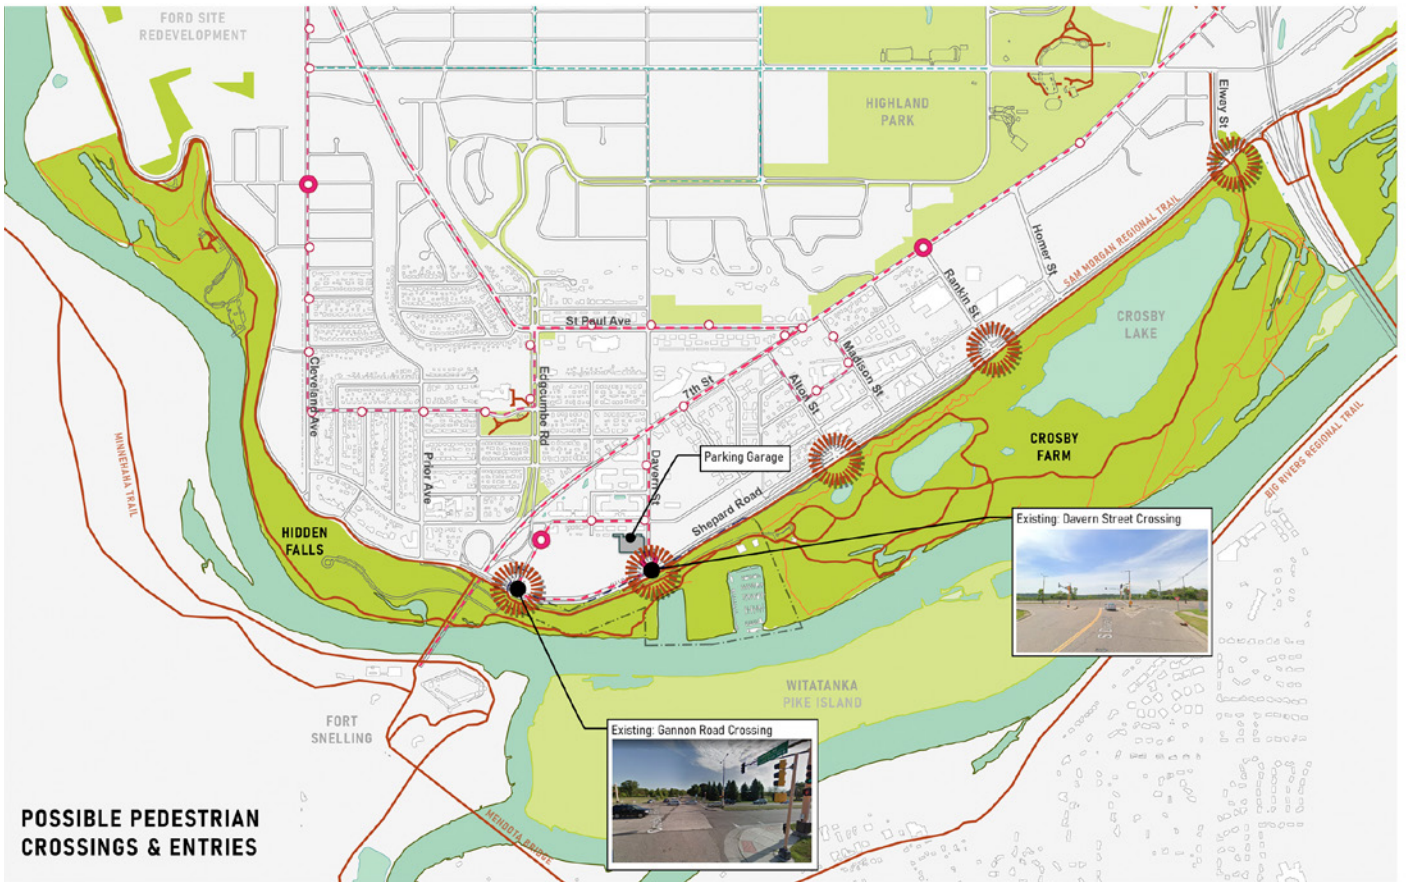 FORD SITE
REDEVELOPMENT
HIGHLAND
PARK
Elway St
SAM MORGAN REGIONAL TRAIL
Homer St
Rankin St
CROSBY
LAKE
St Paul Ave
Madison St
Alton St
7th St
Edgcumbe Rd
Cleveland Ave
Prior Ave
Davern St
Parking Garage
Shepard Road
MINNEHAHA TRAIL
CROSBY
FARM
BIG RIVERS REGIONAL TRAIL
HIDDEN
FALLS
Existing: Davern Street Crossing
WITATANKA
PIKE ISLAND
FORT
SNELLING
Existing: Gannon Road Crossing
MENDOTA BRIDGE
POSSIBLE PEDESTRIAN
CROSSINGS & ENTRIES